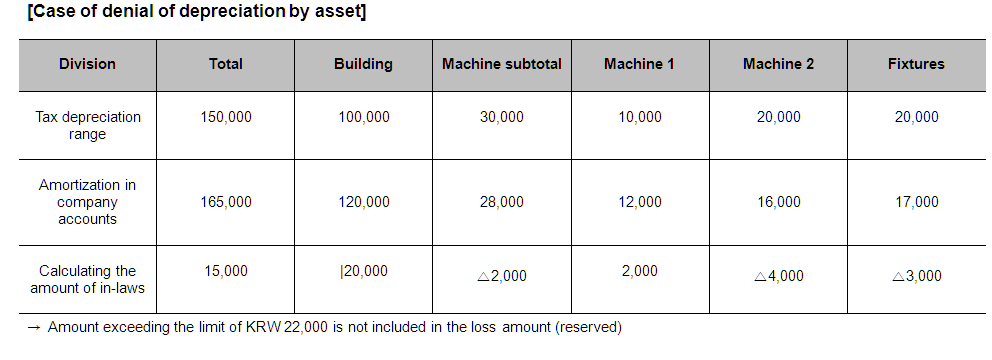 [Case of denial of depreciation by asset]
Division Total Building Machine subtotal Machine 1 Machine 2 Fixtures
Tax depreciation
range 150,000 100,000 30,000 10,000 20,000 20,000
Amortization in
company
accounts 165,000 120,000 28,000 12,000 16,000 17,000
Calculating the
amount of in-laws 15,000 |20,000 △2,000 2,000 △4,000 △3,000
→ Amount exceeding the limit of KRW 22,000 is not included in the loss amount (reserved)